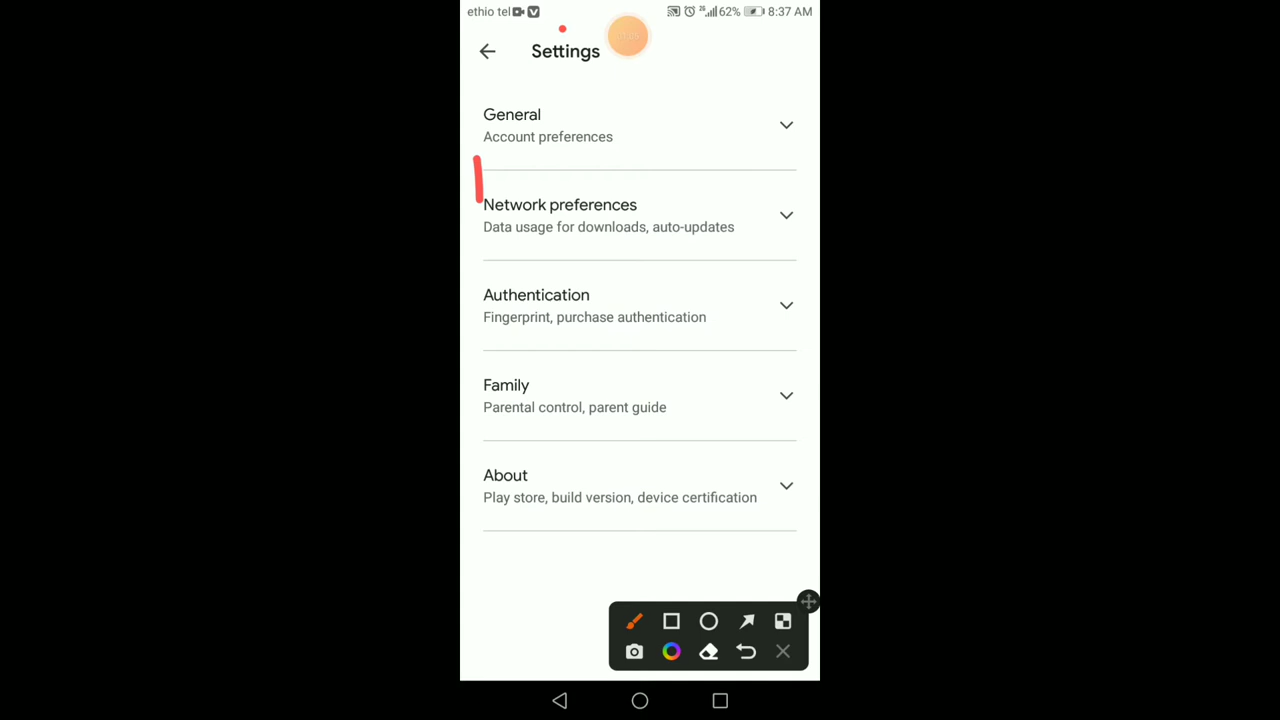 ethio tel
62%
8:37 AM
Settings
General
Account preferences
Network preferences
Data usage for downloads, auto-updates
Authentication
Fingerprint, purchase authentication
Family
Parental control, parent guide
About
Play store, build version, device certification